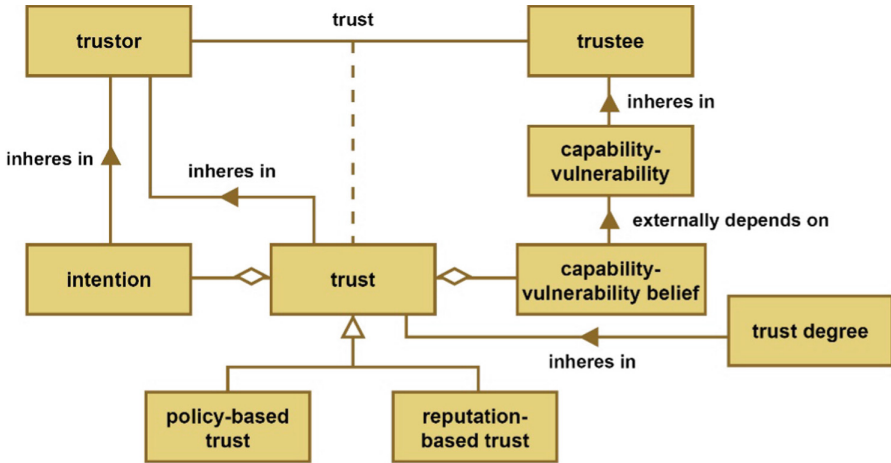 trust
trustor
trustee
inheres in
capability-
vulnerability
inheres in
inheres in
externally depends on
intention
trust
capability-
vulnerability belief
trust degree
inheres in
policy-based
trust
reputation-
based trust